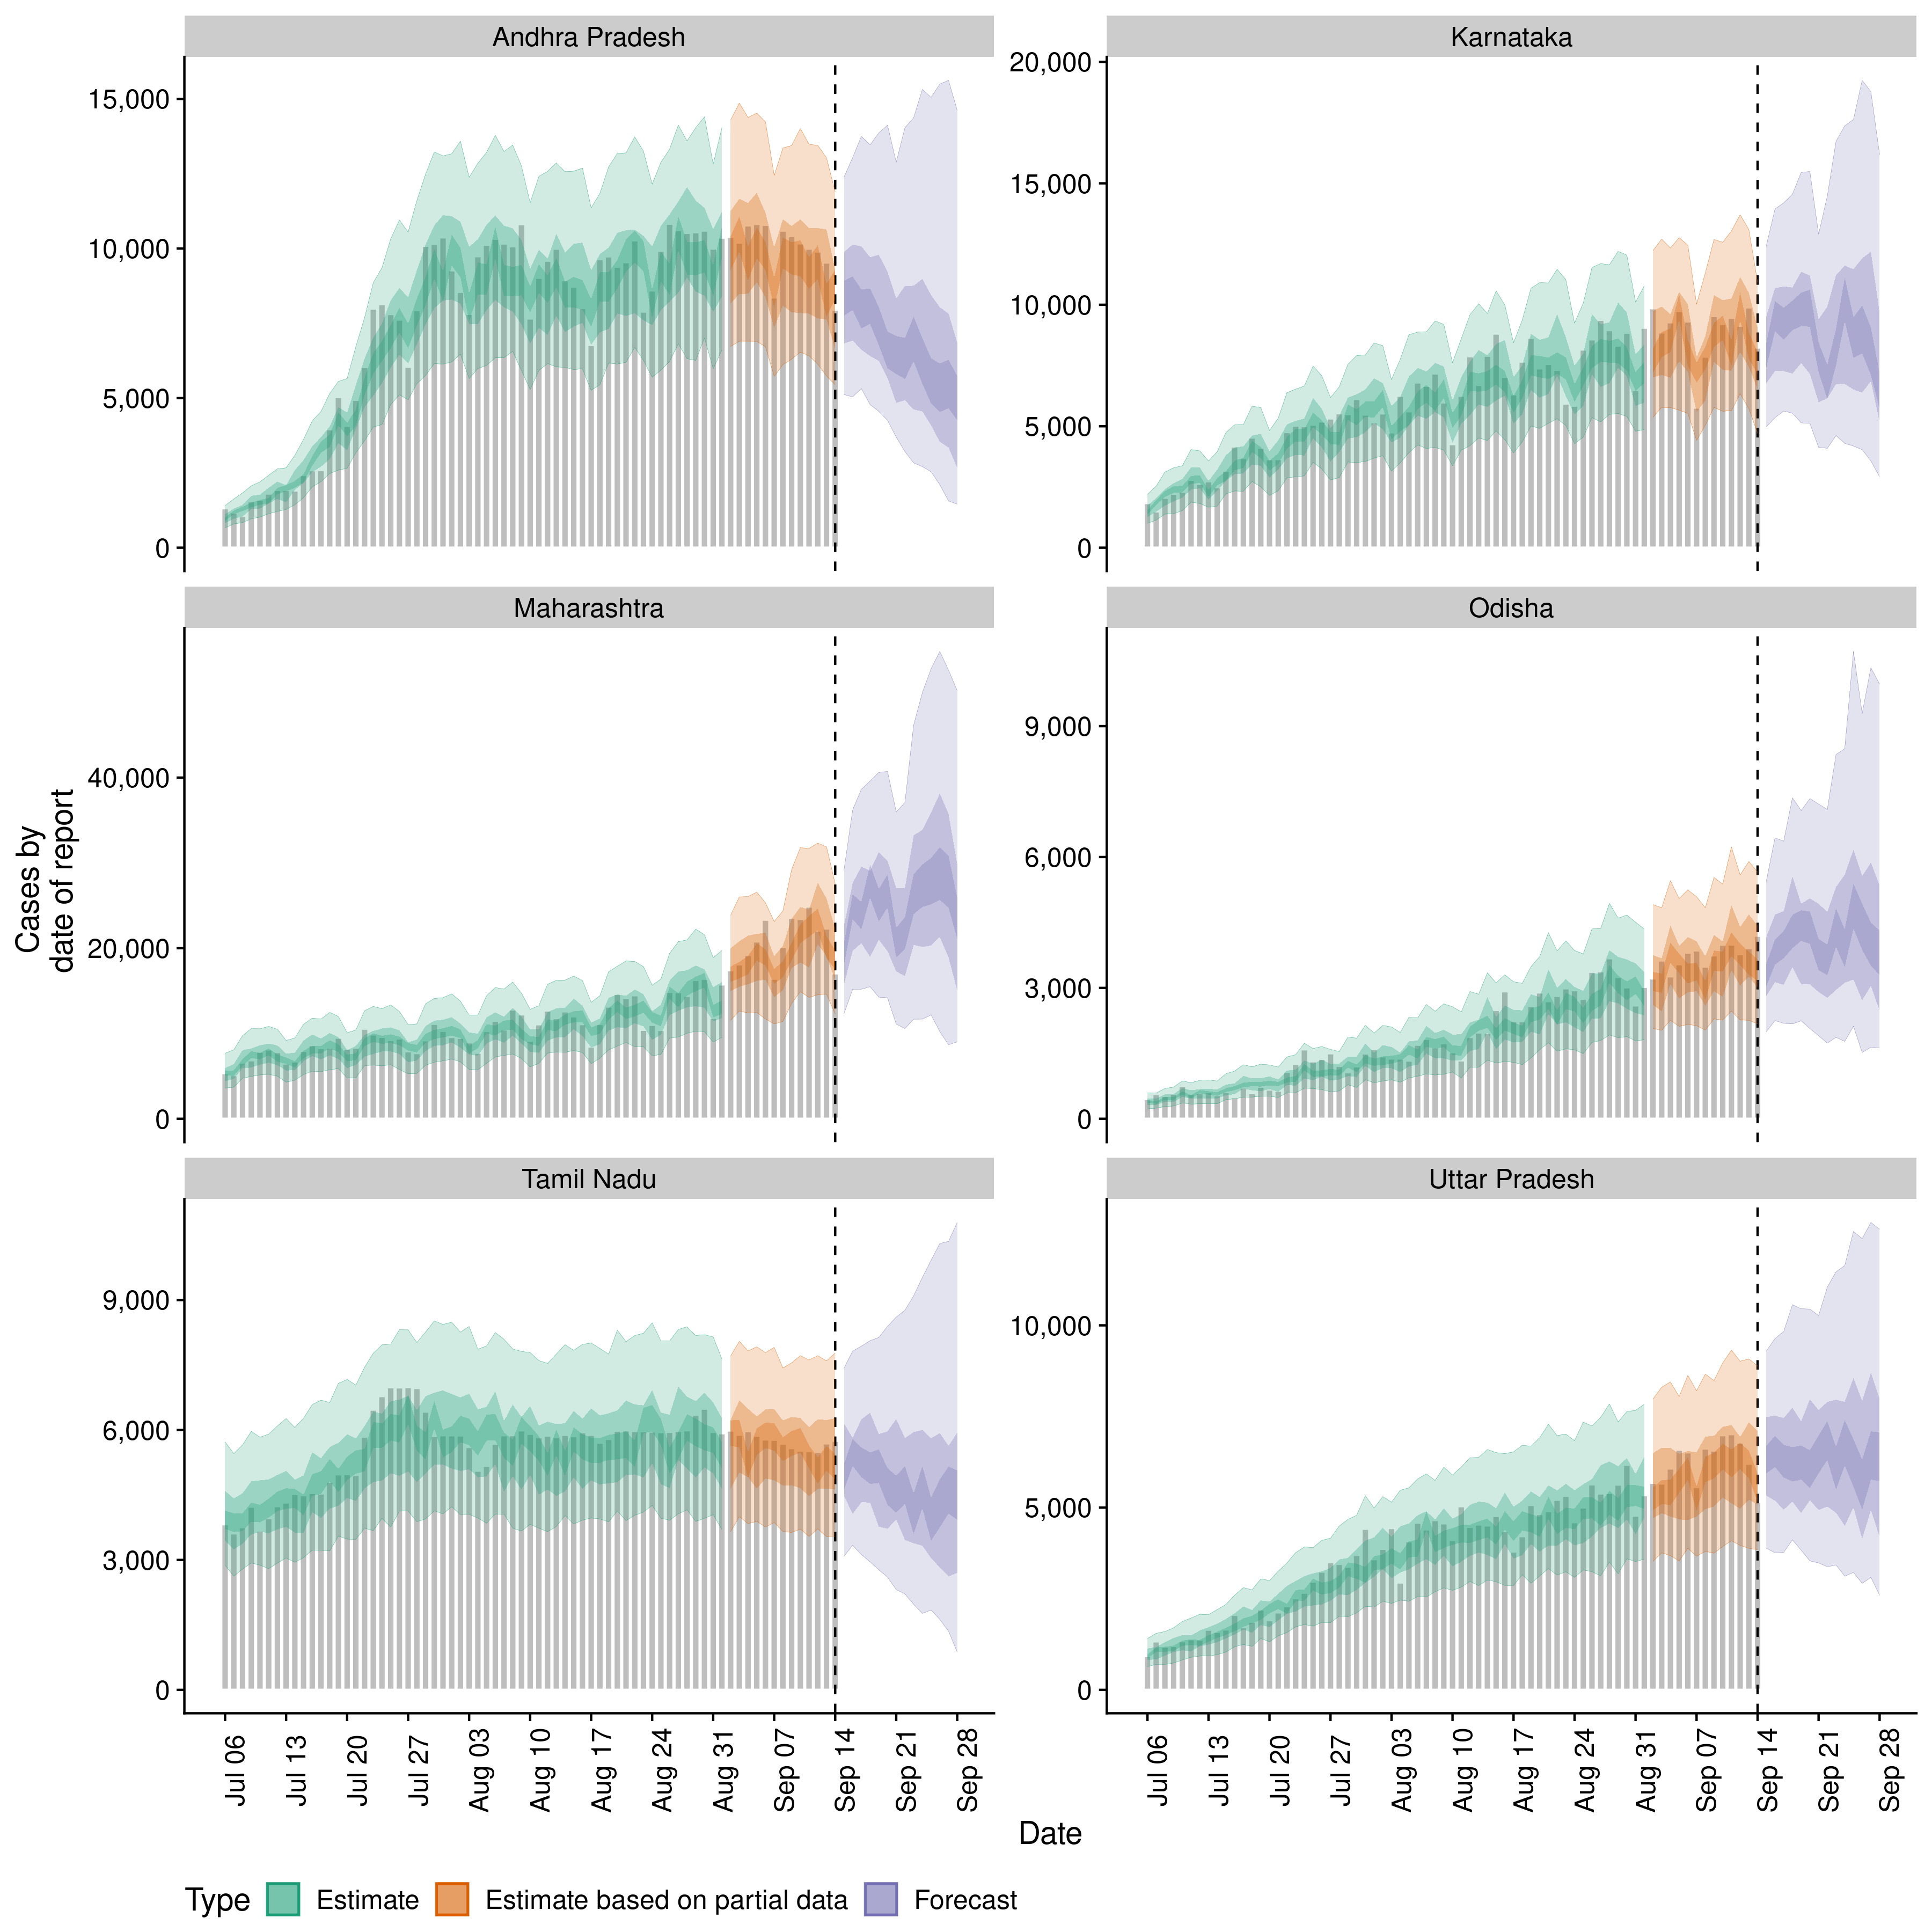 Andhra Pradesh
Karnataka
15,000
10,000
5,000
0
20,000
15,000
10,000
5,000
0
Maharashtra
Odisha
40,000
20,000
0
9,000
6,000
3,000
0
Tamil Nadu
Uttar Pradesh
9,000
6,000
3,000
0
10,000
5,000
0
Cases by
date of report
Jul 06
Jul 13
Jul 20
Jul 27
Aug 03
Aug 10
Aug 17
Aug 24
Aug 31
Sep 07
Sep 14
Sep 21
Sep 28
Jul 06
Jul 13
Jul 20
Jul 27
Aug 03
Aug 10
Aug 17
Aug 24
Aug 31
Sep 07
Sep 14
Sep 21
Sep 28
Date
Type Estimate Estimate based on partial data Forecast